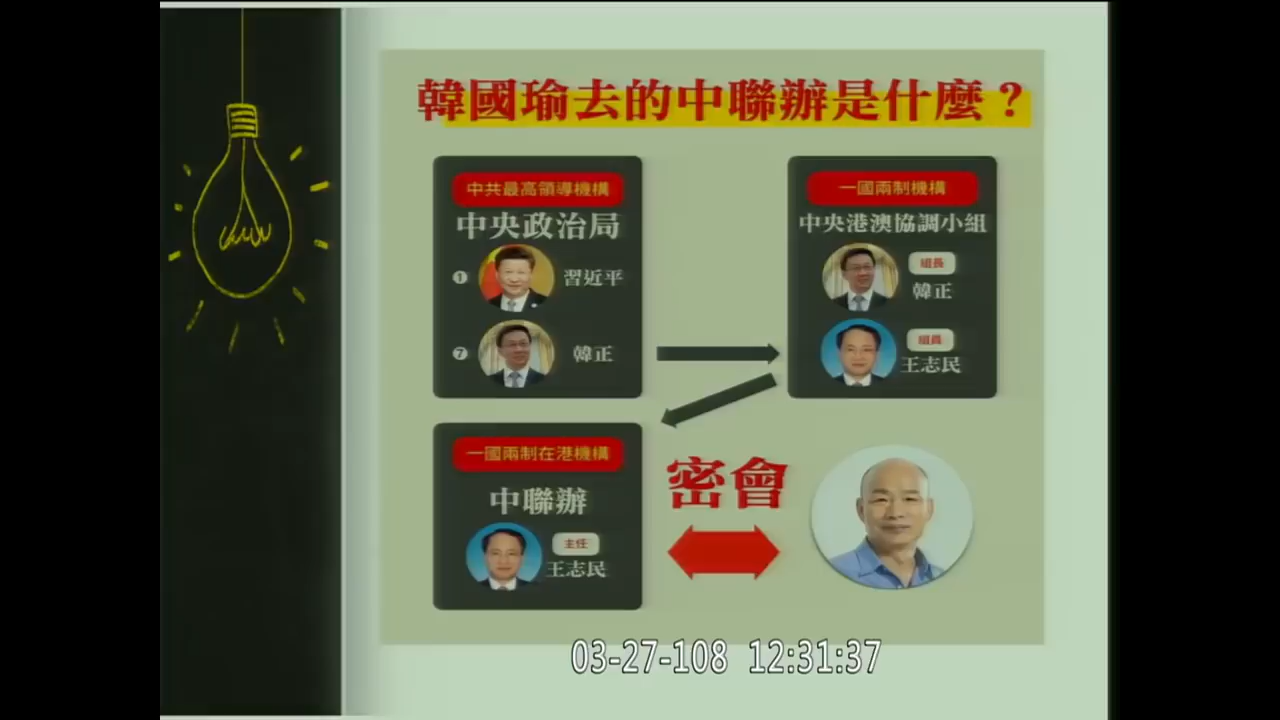 韓國瑜去的中聯辦是什麼？
中共最高領導機構
中央政治局
❶ 習近平
❼ 韓正
一國兩制機構
中央港澳協調小組
組長
韓正
組員
王志民
一國兩制在港機構
中聯辦
主任
王志民
密會
03-27-108 12:31:37